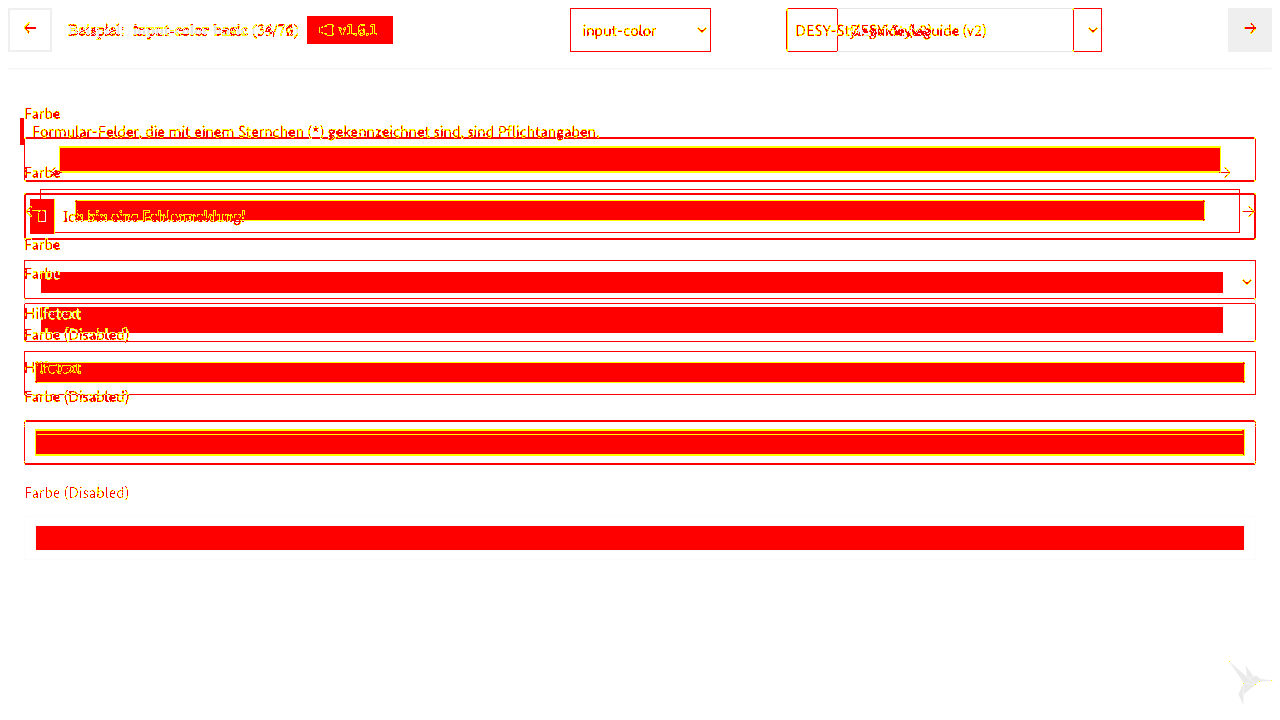 Beispiel: input-color basic (34/76) v1.6.1 input-color DESY-Styleguide (v2)
Farbe
Formular-Felder, die mit einem Sternchen (*) gekennzeichnet sind, sind Pflichtangaben.
Farbe
Ich bin eine Fehlermeldung!
Farbe
Farbe
Hilfetext
Farbe (Disabled)
Hilfetext
Farbe (Disabled)
Farbe (Disabled)